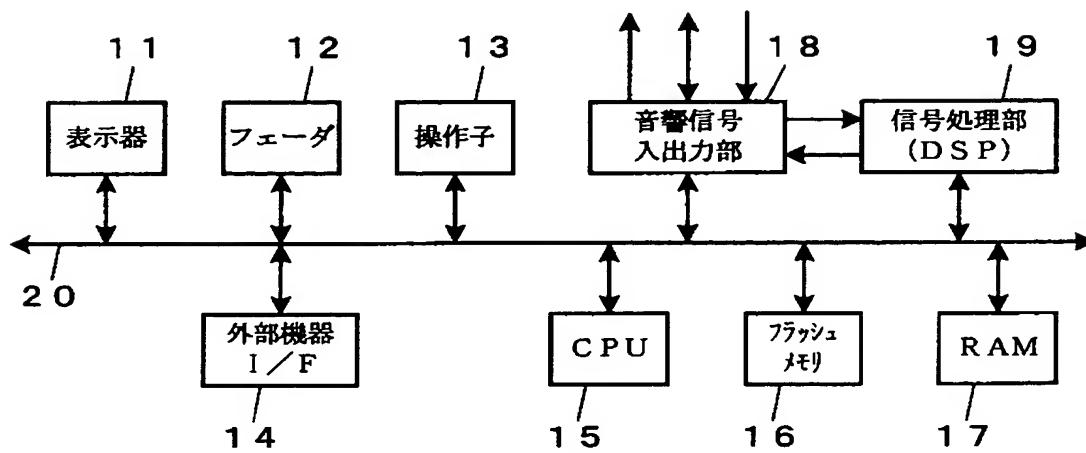 11
12
13
18
19
表示器
フェーダ
操作子
音響信号
入出力部
信号処理部
(DSP)
20
外部機器
I/F
CPU
フラッシュ
メモリ
RAM
14
15
16
17